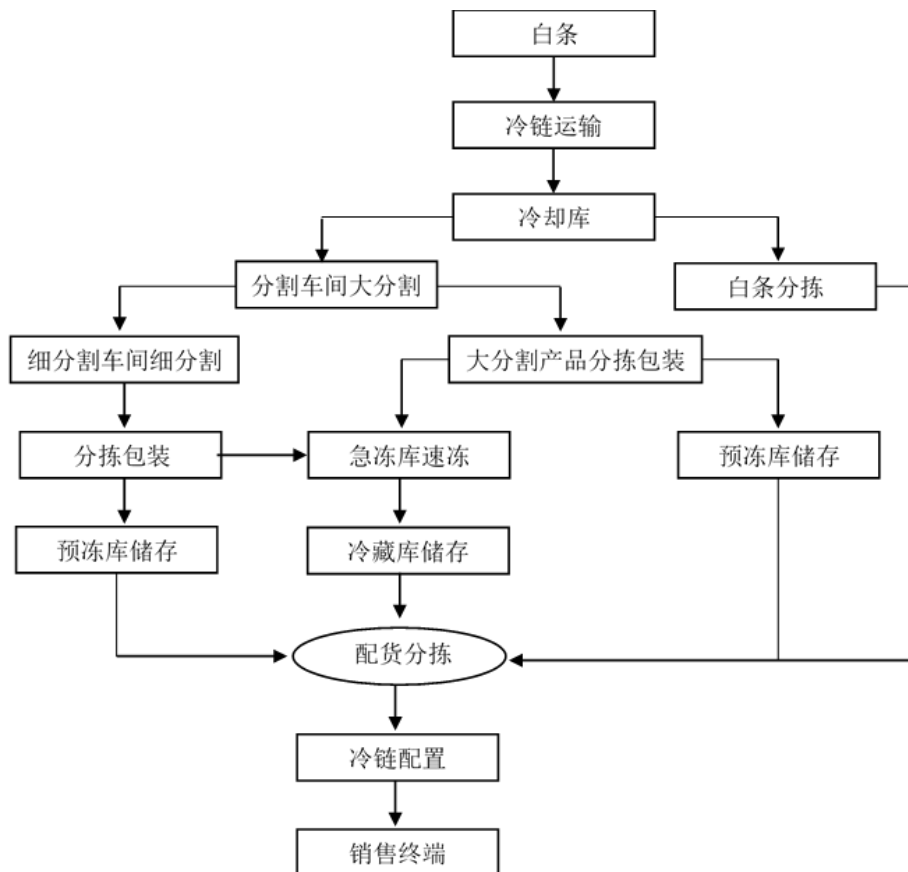 白条
冷链运输
冷却库
分割车间大分割
白条分拣
细分割车间细分割
大分割产品分拣包装
分拣包装
急冻库速冻
预冻库储存
预冻库储存
冷藏库储存
配货分拣
冷链配置
销售终端